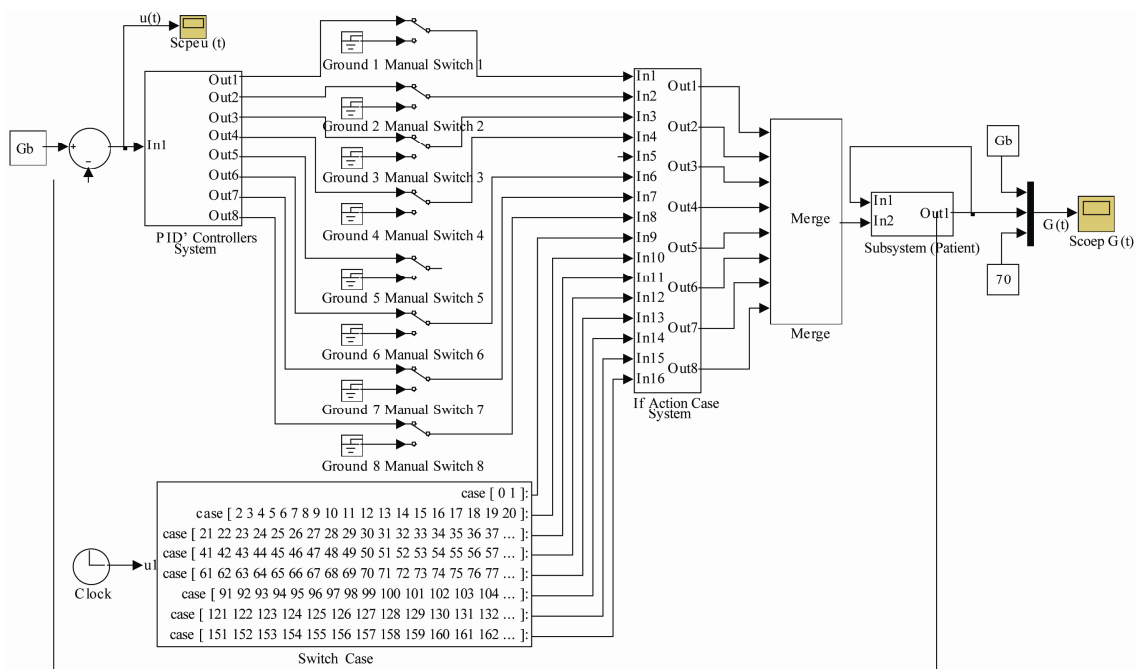 u(t)
Scpeu (t)
Gb
+
−
In1
Out1
Out2
Out3
Out4
Out5
Out6
Out7
Out8
PID’ Controllers
System
Ground 1 Manual Switch 1
Ground 2 Manual Switch 2
Ground 3 Manual Switch 3
Ground 4 Manual Switch 4
Ground 5 Manual Switch 5
Ground 6 Manual Switch 6
Ground 7 Manual Switch 7
Ground 8 Manual Switch 8
In1
In2
In3
In4
In5
In6
In7
In8
In9
In10
In11
In12
In13
In14
In15
In16
Out1
Out2
Out3
Out4
Out5
Out6
Out7
Out8
If Action Case
System
Merge
Merge
In1
In2
Out1
Subsystem (Patient)
Gb
70
G(t)
Scoep G(t)
Clock
u1
case [ 0 1 ]:
case [ 2 3 4 5 6 7 8 9 10 11 12 13 14 15 16 17 18 19 20 ]:
case [ 21 22 23 24 25 26 27 28 29 30 31 32 33 34 35 36 37 ... ]:
case [ 41 42 43 44 45 46 47 48 49 50 51 52 53 54 55 56 57 ... ]:
case [ 61 62 63 64 65 66 67 68 69 70 71 72 73 74 75 76 77 ... ]:
case [ 91 92 93 94 95 96 97 98 99 100 101 102 103 104 ... ]:
case [ 121 122 123 124 125 126 127 128 129 130 131 132 ... ]:
case [ 151 152 153 154 155 156 157 158 159 160 161 162 ... ]:
Switch Case